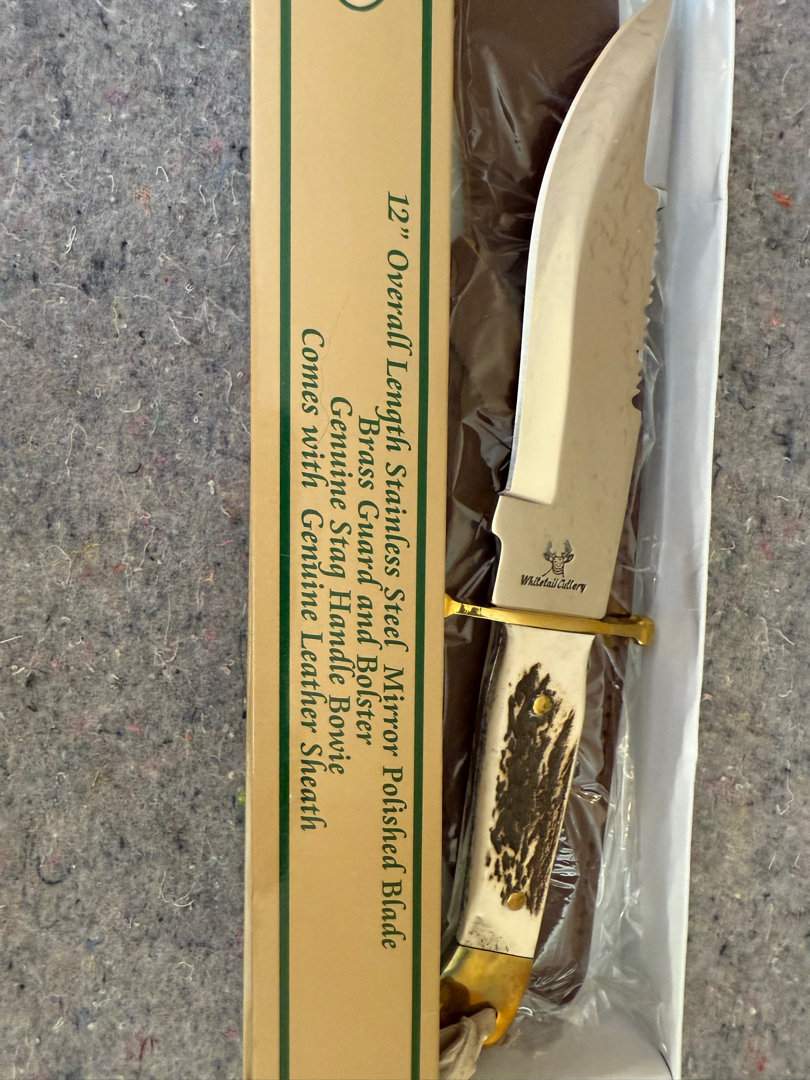 12” Overall Length Stainless Steel Mirror Polished Blade
Brass Guard and Bolster
Genuine Stag Handle Bowie
Comes with Genuine Leather Sheath
Whitetail Cutlery